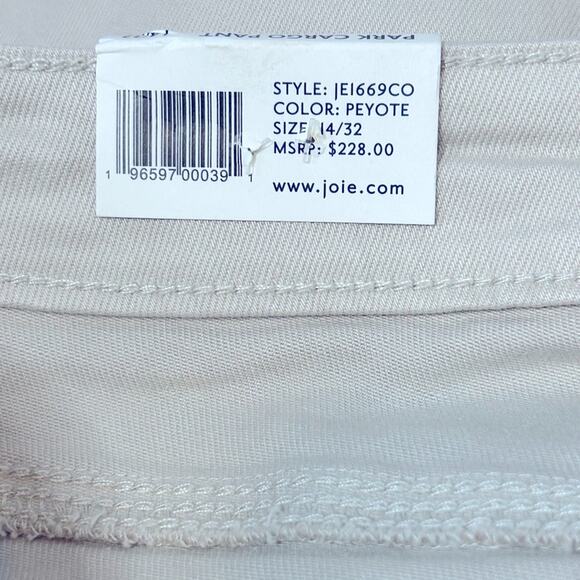 PARK CARGO PANT
STYLE: JE1669CO
COLOR: PEYOTE
SIZE: 14/32
MSRP: $228.00
www.joie.com
1 96597 00039 1